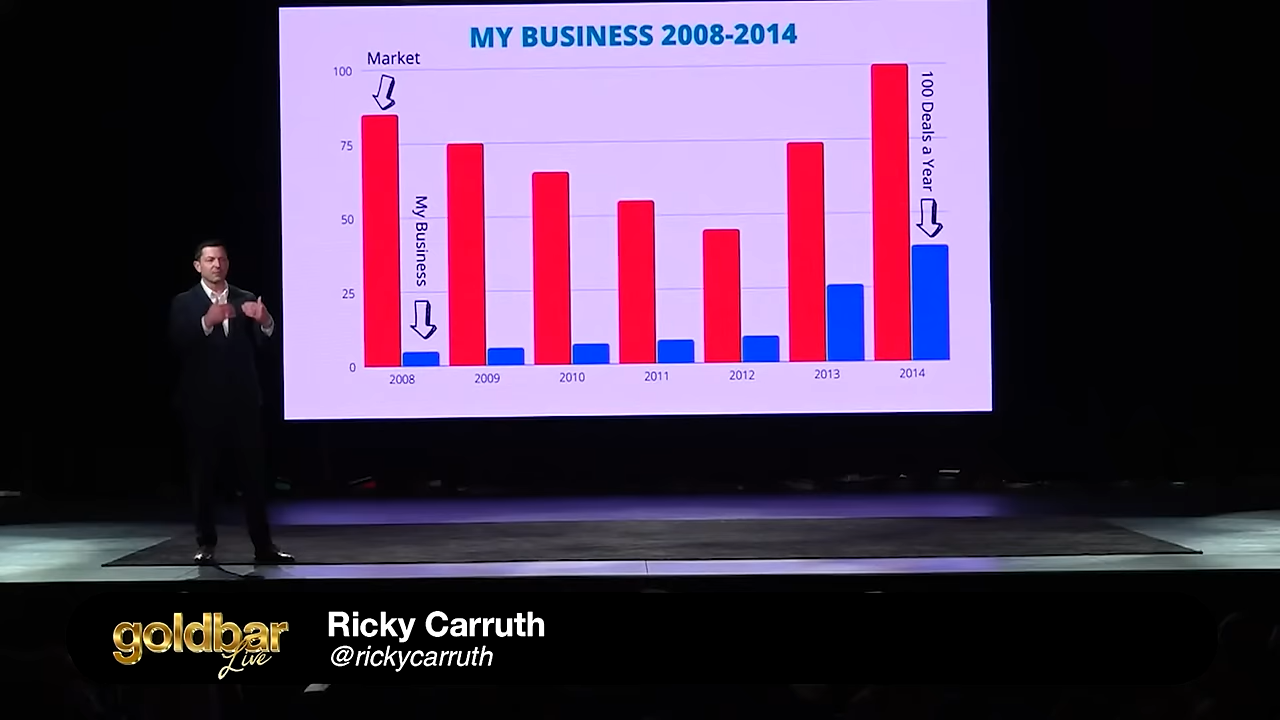 MY BUSINESS 2008-2014
Market
100
75
50
25
0
My Business
100 Deals a Year
2008 2009 2010 2011 2012 2013 2014
goldbar
Live
Ricky Carruth
@rickycarruth